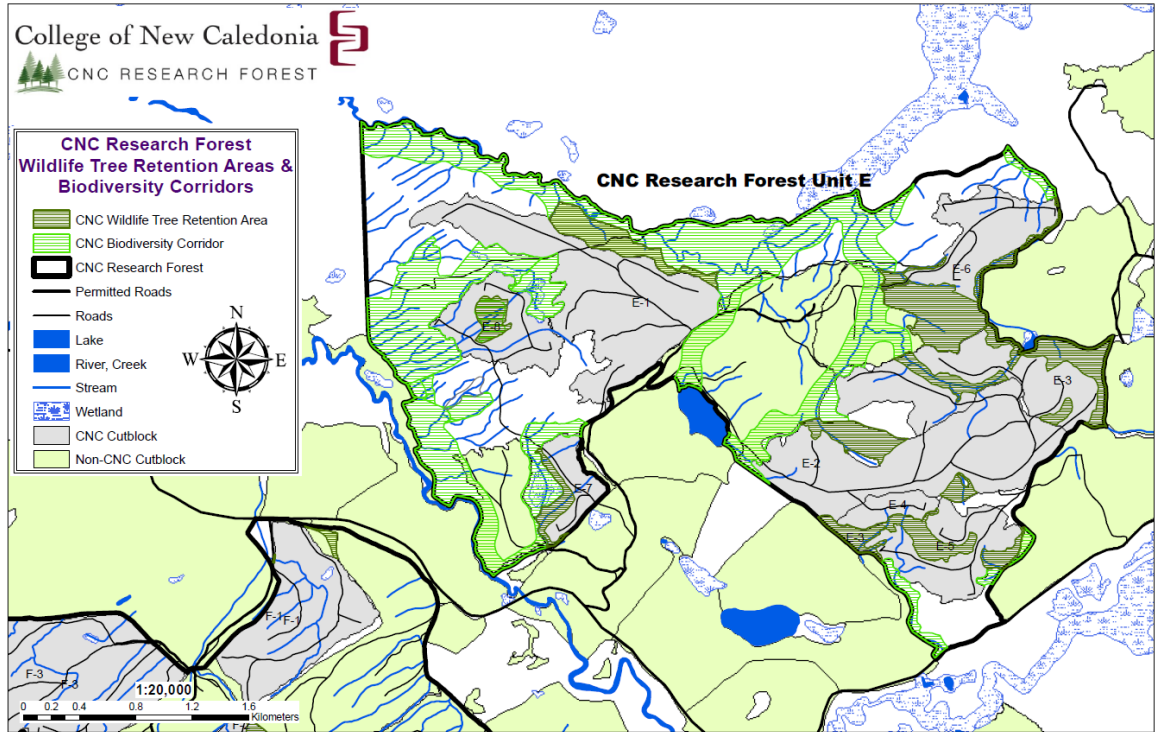 College of New Caledonia
CNC RESEARCH FOREST
CNC Research Forest
Wildlife Tree Retention Areas &
Biodiversity Corridors
CNC Wildlife Tree Retention Area
CNC Biodiversity Corridor
CNC Research Forest
Permitted Roads
Roads
Lake
River, Creek
Stream
Wetland
CNC Cutblock
Non-CNC Cutblock
N
W E
S
CNC Research Forest Unit E
E-6
E-1
E-8
E-3
E-2
E-7
E-4
E-3
E-5
F-1
F-1
F-3
F-3
1:20,000
0 0.2 0.4 0.8 1.2 1.6
Kilometers